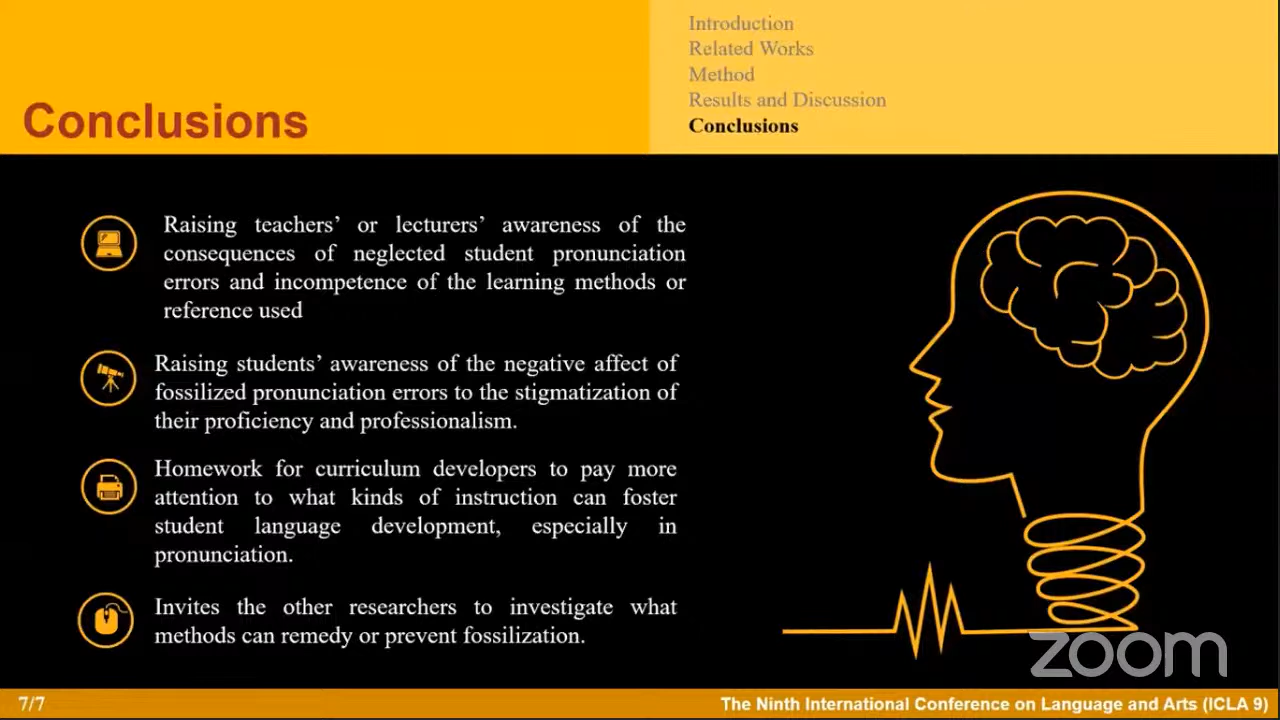 Introduction
Related Works
Method
Results and Discussion
Conclusions
Conclusions
Raising teachers’ or lecturers’ awareness of the
consequences of neglected student pronunciation
errors and incompetence of the learning methods or
reference used
Raising students’ awareness of the negative affect of
fossilized pronunciation errors to the stigmatization of
their proficiency and professionalism.
Homework for curriculum developers to pay more
attention to what kinds of instruction can foster
student language development, especially in
pronunciation.
Invites the other researchers to investigate what
methods can remedy or prevent fossilization.
zoom
7/7
The Ninth International Conference on Language and Arts (ICLA 9)